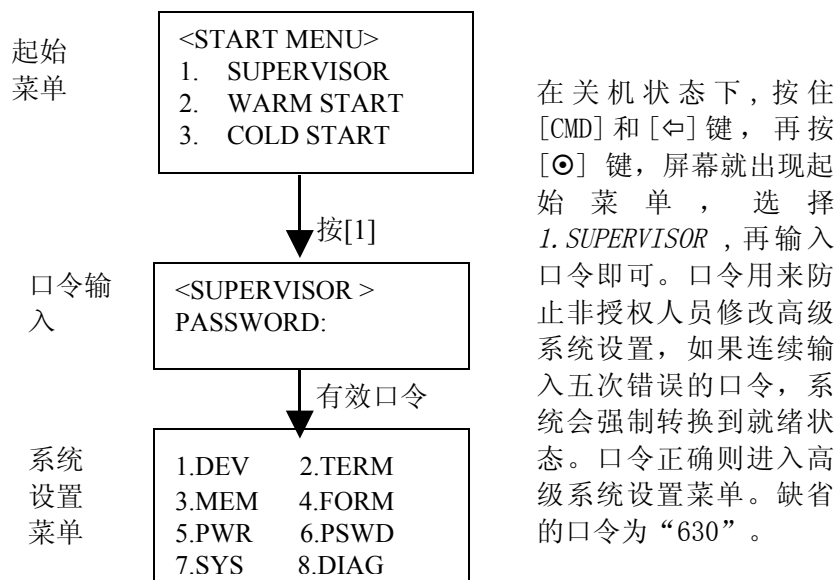 起始
菜单
<START MENU>
1. SUPERVISOR
2. WARM START
3. COLD START
按[1]
口令输
入
<SUPERVISOR >
PASSWORD:
有效口令
系统
设置
菜单
1.DEV 2.TERM
3.MEM 4.FORM
5.PWR 6.PSWD
7.SYS 8.DIAG
在关机状态下,按住
[CMD]和[⇦]键，再按
[⊙] 键，屏幕就出现起
始菜单，选择
1.SUPERVISOR ,再输入
口令即可。口令用来防
止非授权人员修改高级
系统设置，如果连续输
入五次错误的口令，系
统会强制转换到就绪状
态。口令正确则进入高
级系统设置菜单。缺省
的口令为“630”。